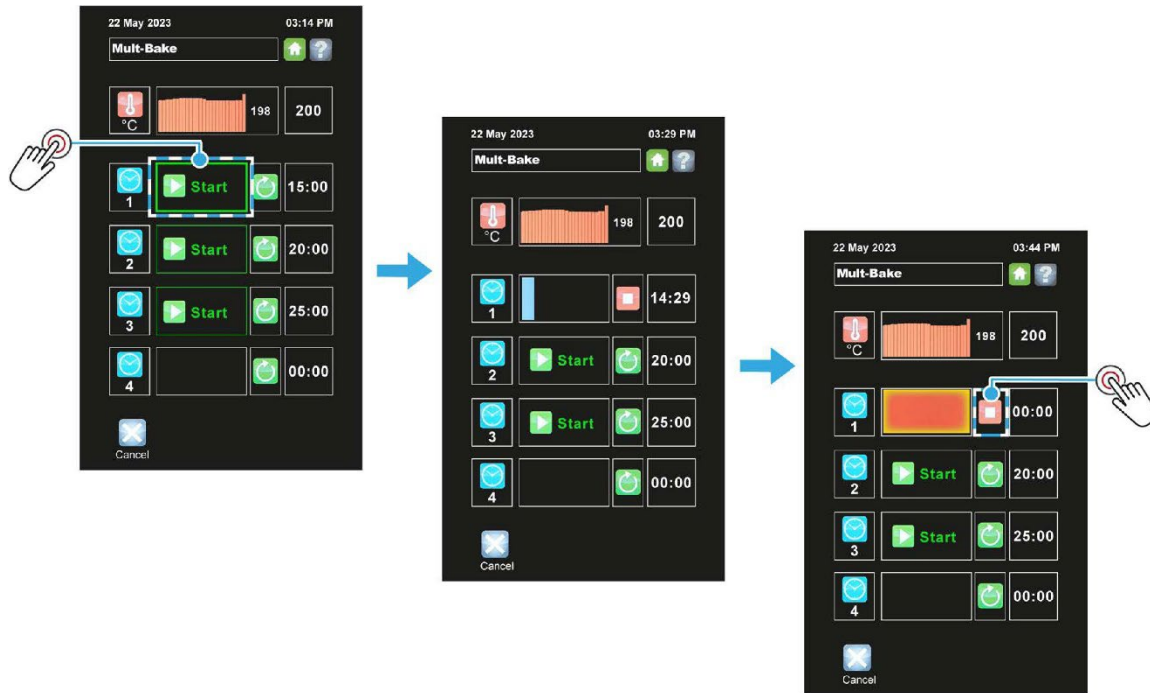 22 May 2023 03:14 PM
Mult-Bake ?
°C 198 200
1 Start 15:00
2 Start 20:00
3 Start 25:00
4 00:00
Cancel
22 May 2023 03:29 PM
Mult-Bake ?
°C 198 200
1 14:29
2 Start 20:00
3 Start 25:00
4 00:00
Cancel
22 May 2023 03:44 PM
Mult-Bake ?
°C 198 200
1 00:00
2 Start 20:00
3 Start 25:00
4 00:00
Cancel